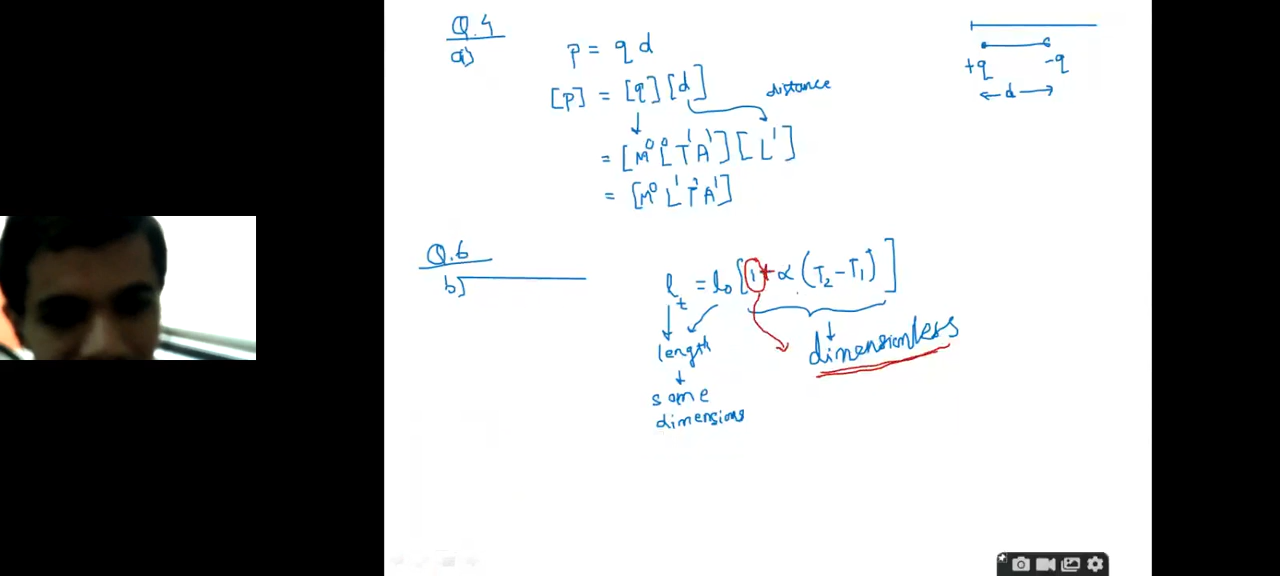 Q.4
a)
p = q d
[p] = [q][d]
distance
= [M⁰ L⁰ T¹ A¹][L¹]
= [M⁰ L¹ T¹ A¹]
+q -q
d
Q.6
b)
l_t = l₀[1 + α (T₂ - T₁)]
length
dimensionless
same
dimensions